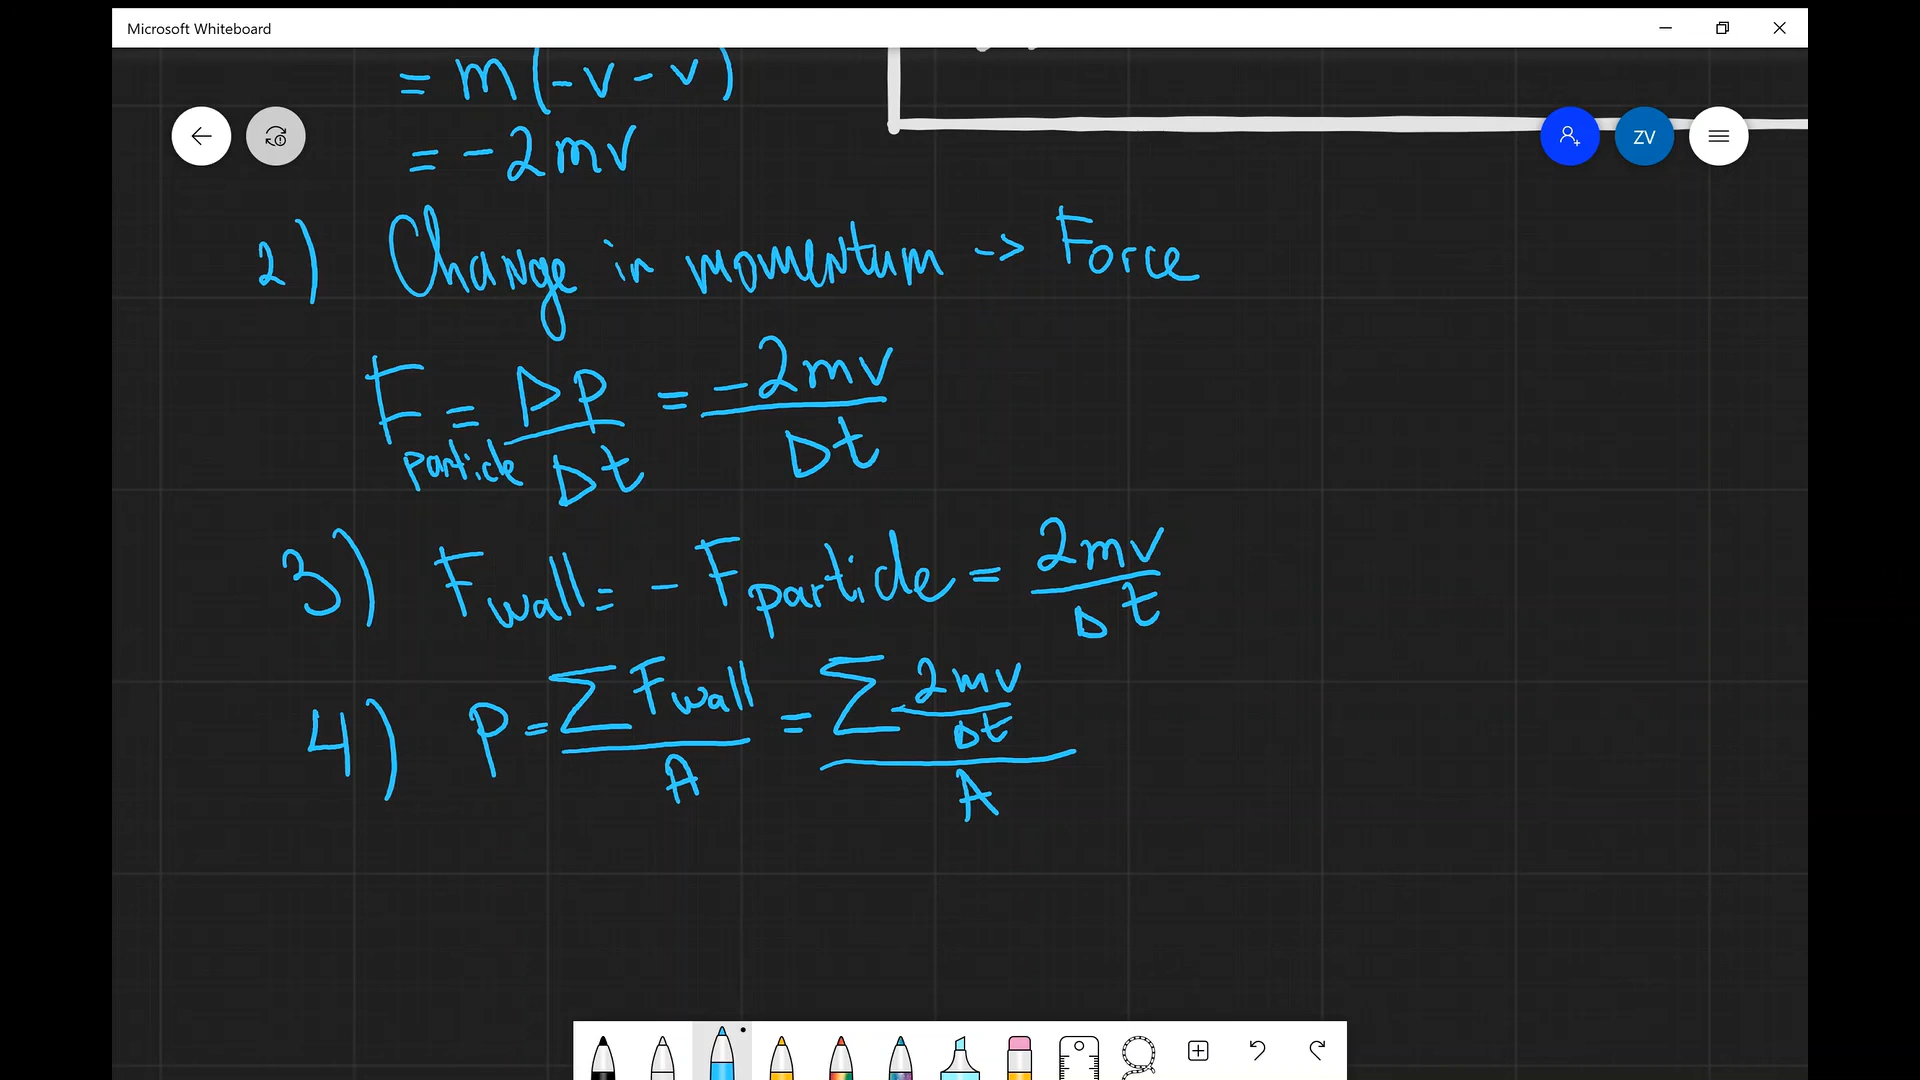 Microsoft Whiteboard
= m(-v - v)
= -2mv
ZV
2) Change in momentum -> Force
F particle = Δp / Δt = -2mv / Δt
3) F wall = - F particle = 2mv / Δt
4) P = Σ F wall / A = Σ 2mv / Δt / A